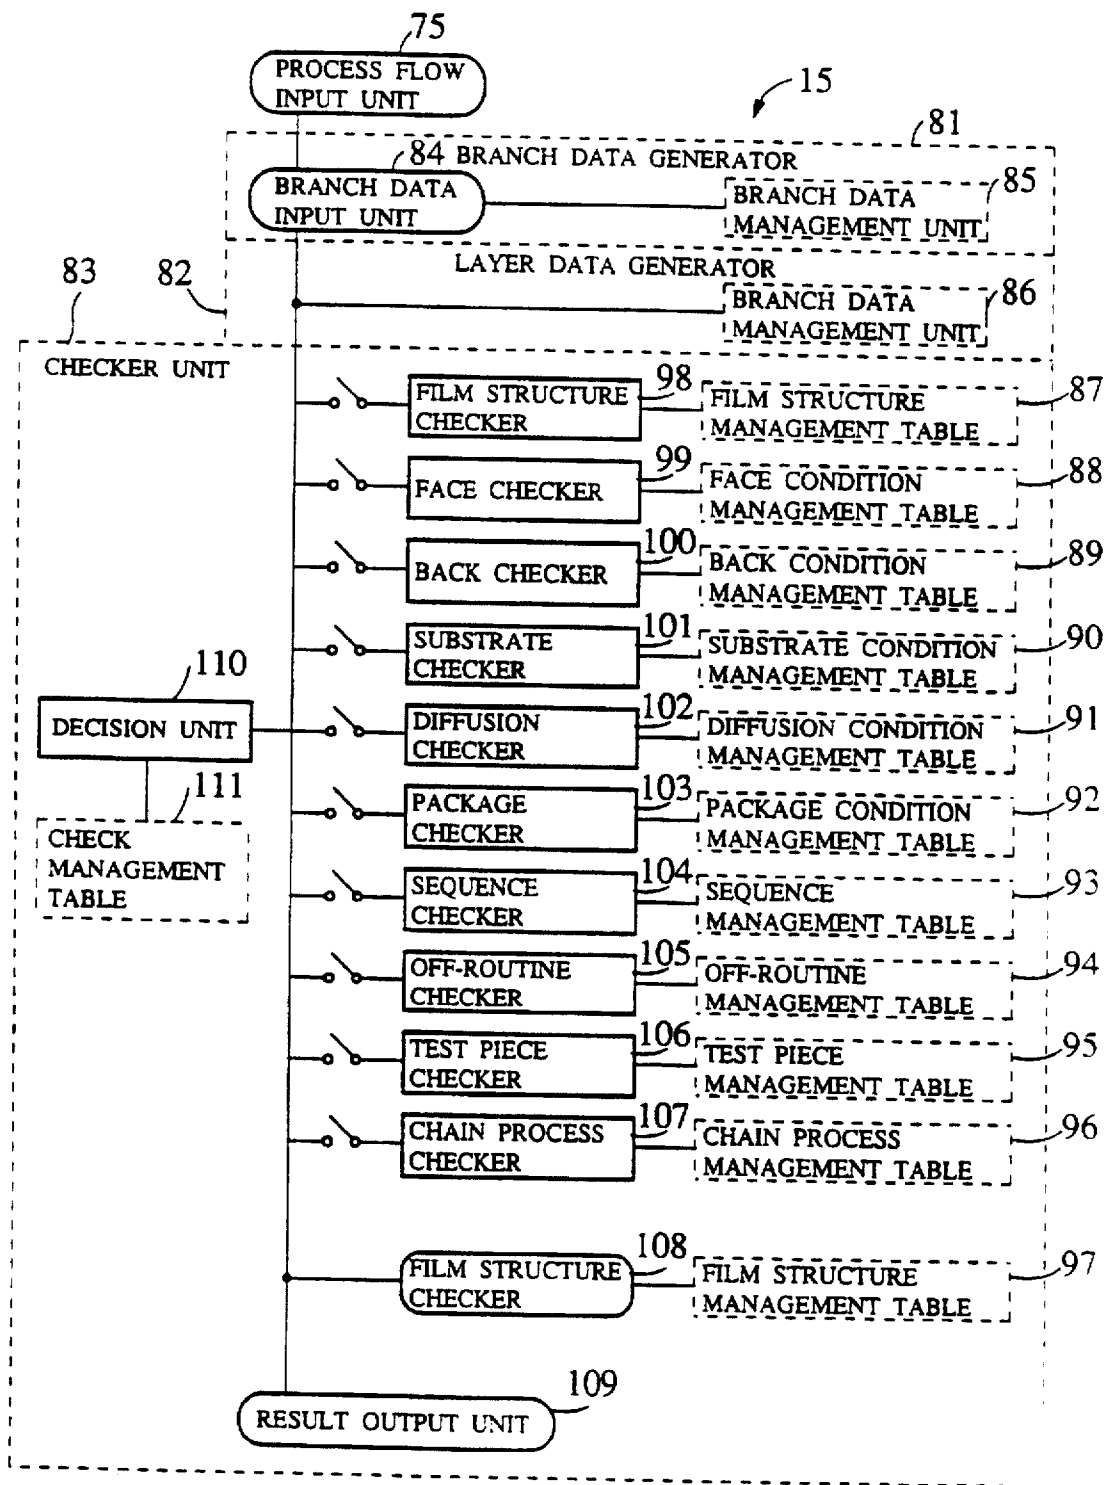 75
PROCESS FLOW
INPUT UNIT
15
81
84 BRANCH DATA GENERATOR
BRANCH DATA
INPUT UNIT
BRANCH DATA
MANAGEMENT UNIT
85
83
82
LAYER DATA GENERATOR
BRANCH DATA
MANAGEMENT UNIT
86
CHECKER UNIT
FILM STRUCTURE
CHECKER
98
FILM STRUCTURE
MANAGEMENT TABLE
87
FACE CHECKER
99
FACE CONDITION
MANAGEMENT TABLE
88
BACK CHECKER
100
BACK CONDITION
MANAGEMENT TABLE
89
SUBSTRATE
CHECKER
101
SUBSTRATE CONDITION
MANAGEMENT TABLE
90
110
DECISION UNIT
DIFFUSION
CHECKER
102
DIFFUSION CONDITION
MANAGEMENT TABLE
91
111
CHECK
MANAGEMENT
TABLE
PACKAGE
CHECKER
103
PACKAGE CONDITION
MANAGEMENT TABLE
92
SEQUENCE
CHECKER
104
SEQUENCE
MANAGEMENT TABLE
93
OFF-ROUTINE
CHECKER
105
OFF-ROUTINE
MANAGEMENT TABLE
94
TEST PIECE
CHECKER
106
TEST PIECE
MANAGEMENT TABLE
95
CHAIN PROCESS
CHECKER
107
CHAIN PROCESS
MANAGEMENT TABLE
96
FILM STRUCTURE
CHECKER
108
FILM STRUCTURE
MANAGEMENT TABLE
97
RESULT OUTPUT UNIT
109